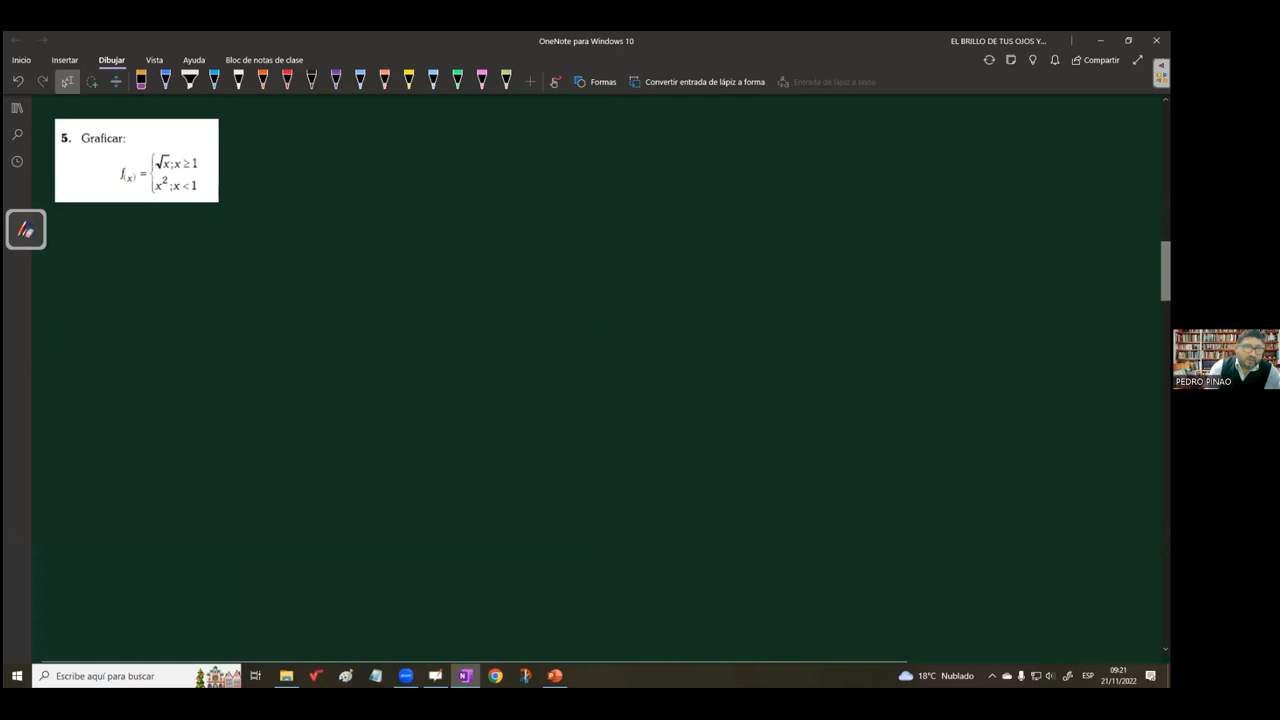 OneNote para Windows 10
EL BRILLO DE TUS OJOS Y...
Inicio
Insertar
Dibujar
Vista
Ayuda
Bloc de notas de clase
Compartir
Formas
Convertir entrada de lápiz a forma
Entrada de lápiz a texto
5. Graficar:
f(x) = { √x; x ≥ 1
x²; x < 1
PEDRO PINAO
Escribe aquí para buscar
18°C Nublado
ESP
09:21
21/11/2022